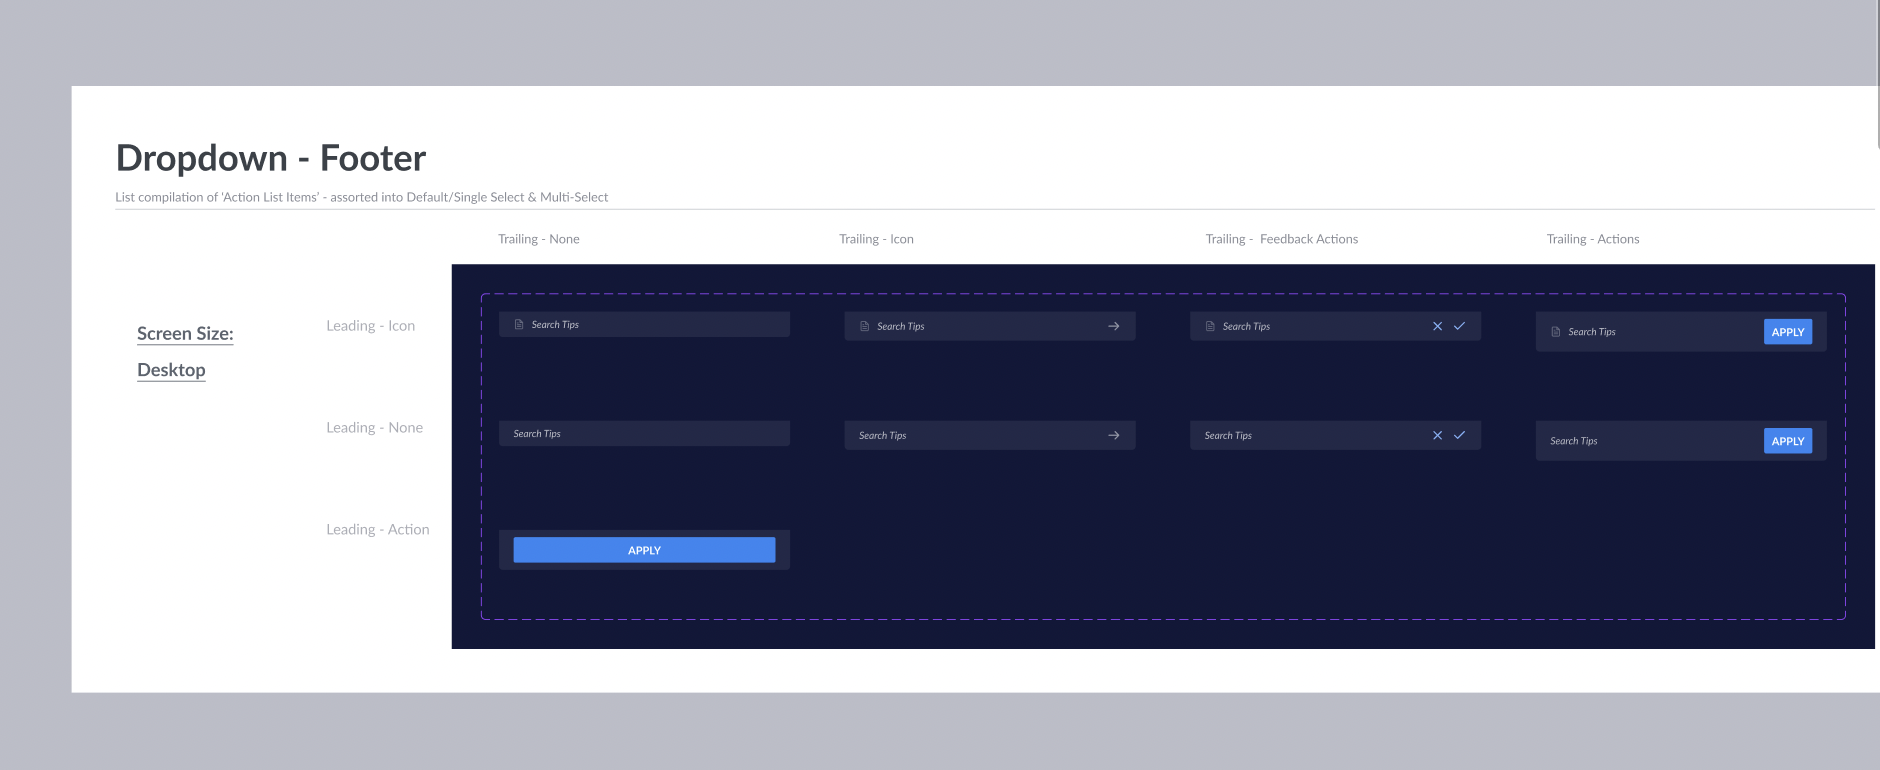 Dropdown - Footer
List compilation of ‘Action List Items’ - assorted into Default/Single Select & Multi-Select
Trailing - None
Trailing - Icon
Trailing -  Feedback Actions
Trailing - Actions
Screen Size:
Desktop
Leading - Icon
Search Tips
Search Tips
Search Tips
Search Tips
APPLY
Leading - None
Search Tips
Search Tips
Search Tips
Search Tips
APPLY
Leading - Action
APPLY